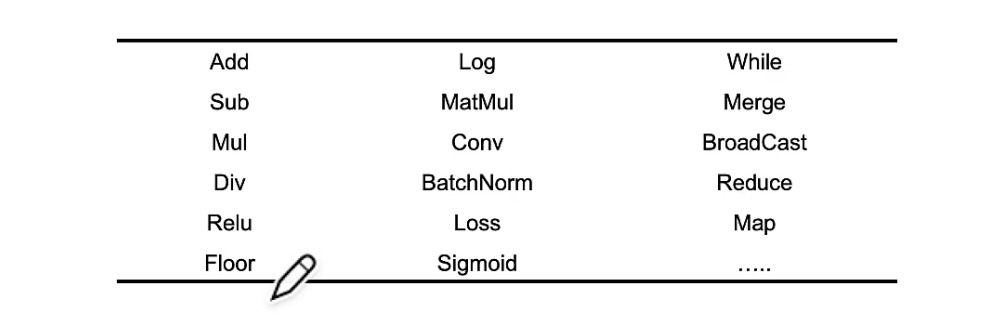 Add Log While
Sub MatMul Merge
Mul Conv BroadCast
Div BatchNorm Reduce
Relu Loss Map
Floor Sigmoid .....